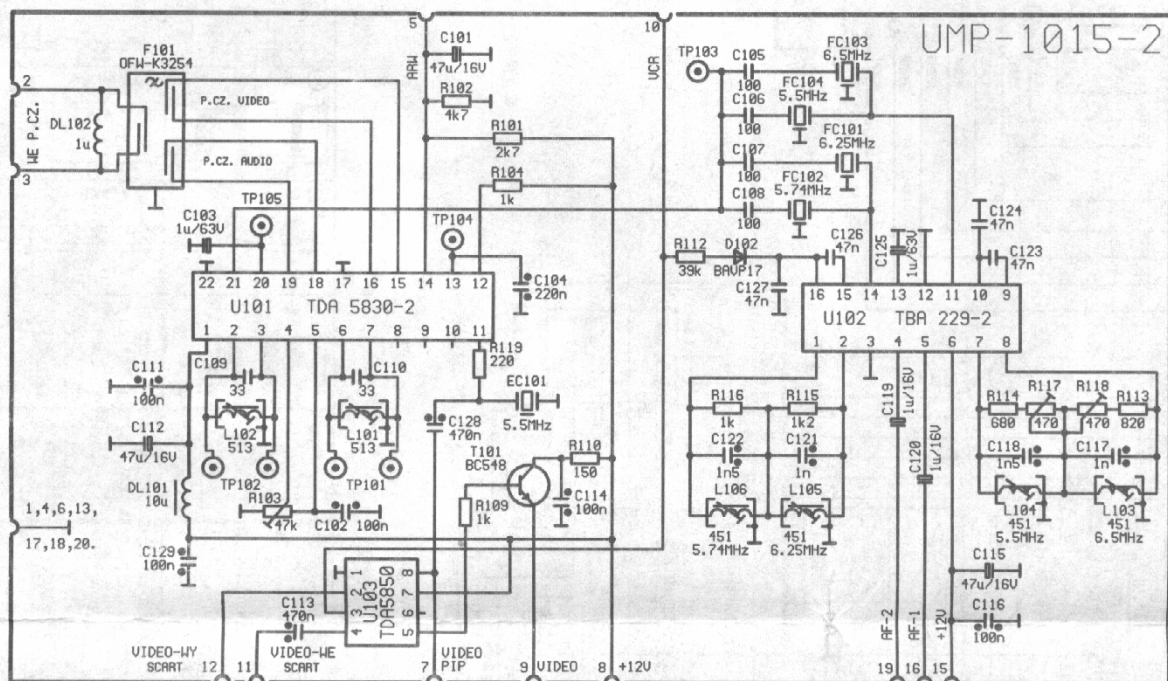 UMP-1015-2
5
10
F101
OFW-K3254
2
3
WE P.CZ.
DL102
1u
P.CZ. VIDEO
P.CZ. AUDIO
ARW
C101
47u/16V
R102
4k7
R101
2k7
R104
1k
VCR
TP103
C105
100
C106
100
C107
100
C108
100
FC103
6.5MHz
FC104
5.5MHz
FC101
6.25MHz
FC102
5.74MHz
C103
1u/63V
TP105
TP104
C104
220n
R112
39k
D102
BAVP17
C126
47n
C127
47n
C125
1u/63V
C124
47n
C123
47n
22 21 20 19 18 17 16 15 14 13 12
U101 TDA 5830-2
1 2 3 4 5 6 7 8 9 10 11
16 15 14 13 12 11 10 9
U102 TBA 229-2
1 2 3 4 5 6 7 8
C111
100n
C112
47u/16V
DL101
10u
C129
100n
C109
33
L102
513
TP102
C110
33
L101
513
TP101
R103
47k
C102
100n
R119
220
EC101
5.5MHz
C128
470n
T101
BC548
R110
150
C114
100n
R109
1k
R116
1k
R115
1k2
C122
1n5
C121
1n
L106
451
5.74MHz
L105
451
6.25MHz
C119
1u/16V
C120
1u/16V
R114
680
R117
470
R118
470
R113
820
C118
1n5
C117
1n
L104
451
5.5MHz
L103
451
6.5MHz
C115
47u/16V
C116
100n
1,4,6,13,
17,18,20.
C113
470n
U103
TDA5850
1 2 3 4
8 7 6 5
VIDEO-WY
SCART 12
VIDEO-WE
11 SCART
VIDEO
7 PIP
9 VIDEO
8 +12V
AF-2
AF-1
+12V
19 16 15